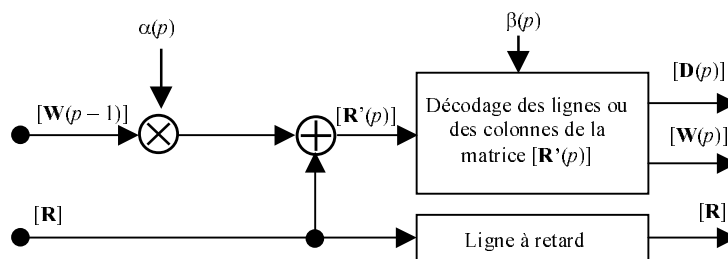 α(p)
β(p)
[D(p)]
[W(p – 1)]
[R'(p)]
Décodage des lignes ou
des colonnes de la
matrice [R'(p)]
[W(p)]
[R]
Ligne à retard
[R]